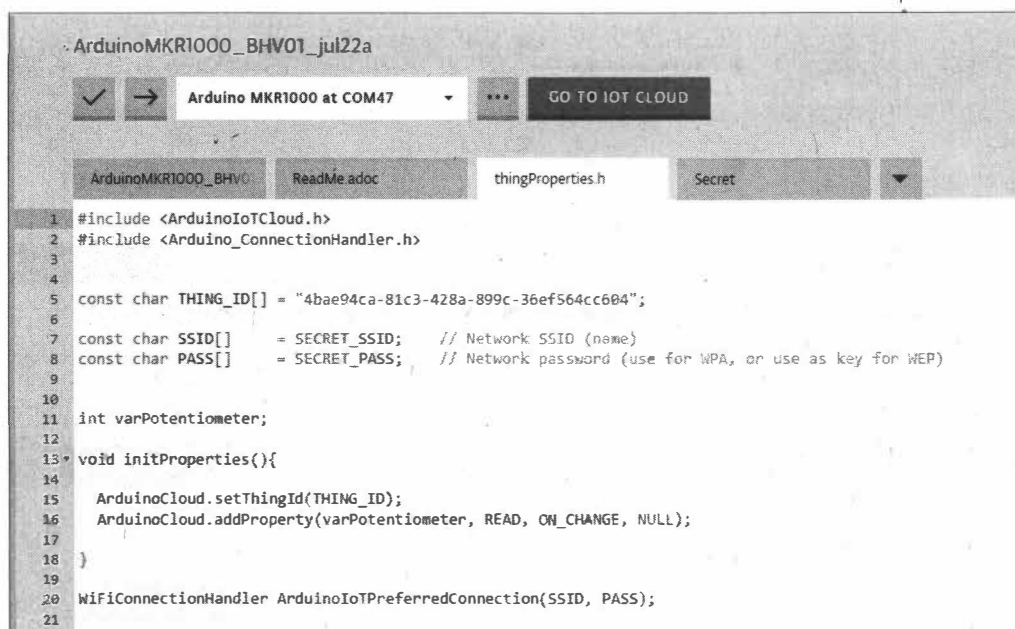 ArduinoMKR1000_BHV01_jul22a
Arduino MKR1000 at COM47
GO TO IOT CLOUD
ArduinoMKR1000_BHV0 ReadMe.adoc thingProperties.h Secret
1 #include <ArduinoIoTCloud.h>
2 #include <Arduino_ConnectionHandler.h>
3
4
5 const char THING_ID[] = "4bae94ca-81c3-428a-899c-36ef564cc604";
6
7 const char SSID[] = SECRET_SSID; // Network SSID (name)
8 const char PASS[] = SECRET_PASS; // Network password (use for WPA, or use as key for WEP)
9
10
11 int varPotentiometer;
12
13 void initProperties(){
14
15 ArduinoCloud.setThingId(THING_ID);
16 ArduinoCloud.addProperty(varPotentiometer, READ, ON_CHANGE, NULL);
17
18 }
19
20 WiFiConnectionHandler ArduinoIoTPreferredConnection(SSID, PASS);
21